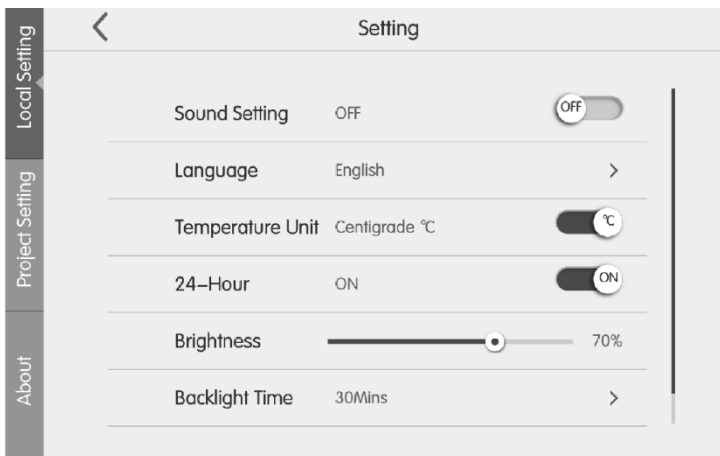 Setting
Local Setting
Project Setting
About
Sound Setting OFF OFF
Language English
Temperature Unit Centigrade ℃ ℃
24-Hour ON ON
Brightness 70%
Backlight Time 30Mins